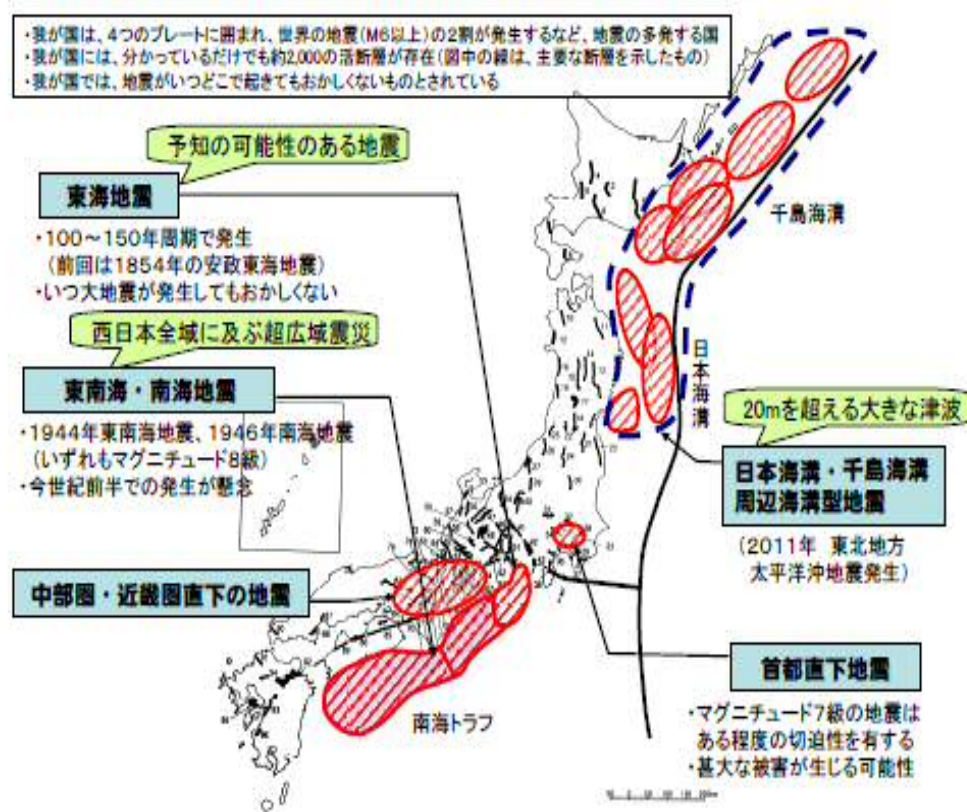 ・我が国は、4つのプレートに囲まれ、世界の地震(M6以上)の2割が発生するなど、地震の多発する国
・我が国には、分かっているだけでも約2,000の活断層が存在(図中の線は、主要な断層を示したもの)
・我が国では、地震がいつどこで起きてもおかしくないものとされている
予知の可能性のある地震
東海地震
・100～150年周期で発生
(前回は1854年の安政東海地震)
・いつ大地震が発生してもおかしくない
西日本全域に及ぶ超広域震災
東南海・南海地震
・1944年東南海地震、1946年南海地震
(いずれもマグニチュード8級)
・今世紀前半での発生が懸念
中部圏・近畿圏直下の地震
南海トラフ
千島海溝
日本海溝
20mを超える大きな津波
日本海溝・千島海溝
周辺海溝型地震
(2011年 東北地方
太平洋沖地震発生)
首都直下地震
・マグニチュード7級の地震は
ある程度の切迫性を有する
・甚大な被害が生じる可能性